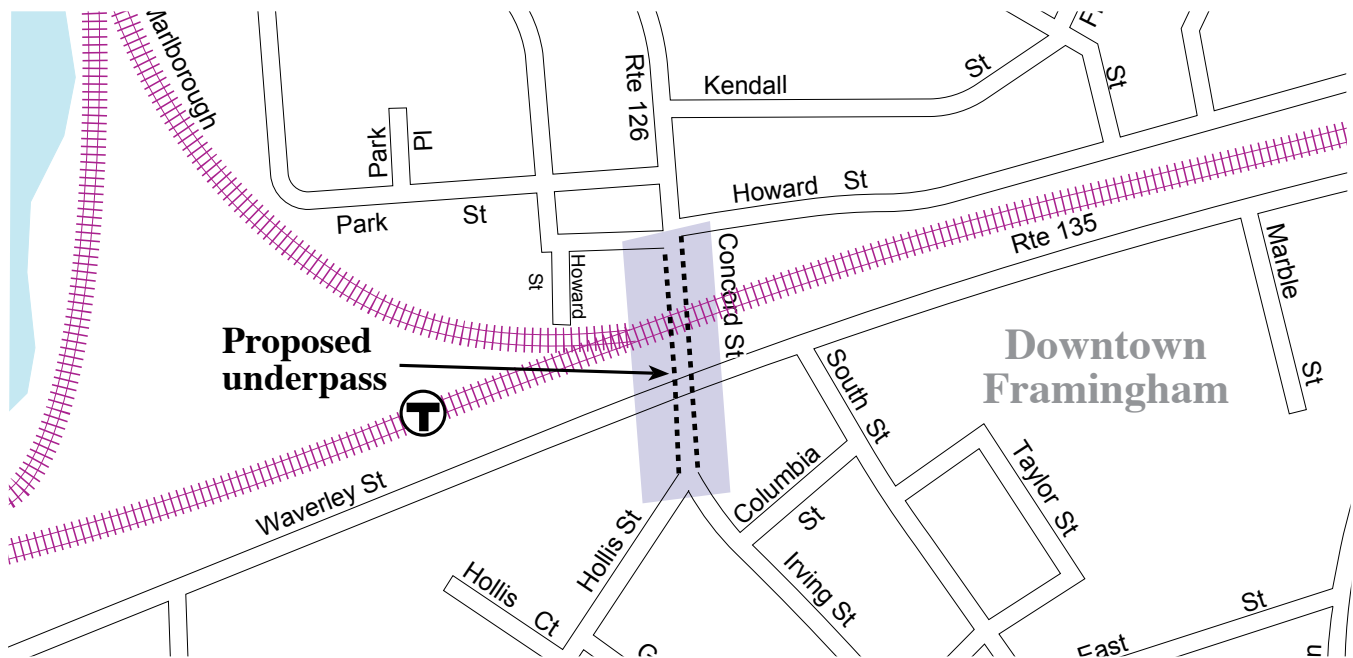 Marlborough
Rte 126
Kendall
St
St
Park
Pl
Howard
St
Park
St
Concord St
Rte 135
Marble
St
St
Howard
Proposed
underpass
Downtown
Framingham
T
South
St
Waverley St
Columbia
St
Taylor St
Hollis St
Irving St
Hollis
Ct
East
St